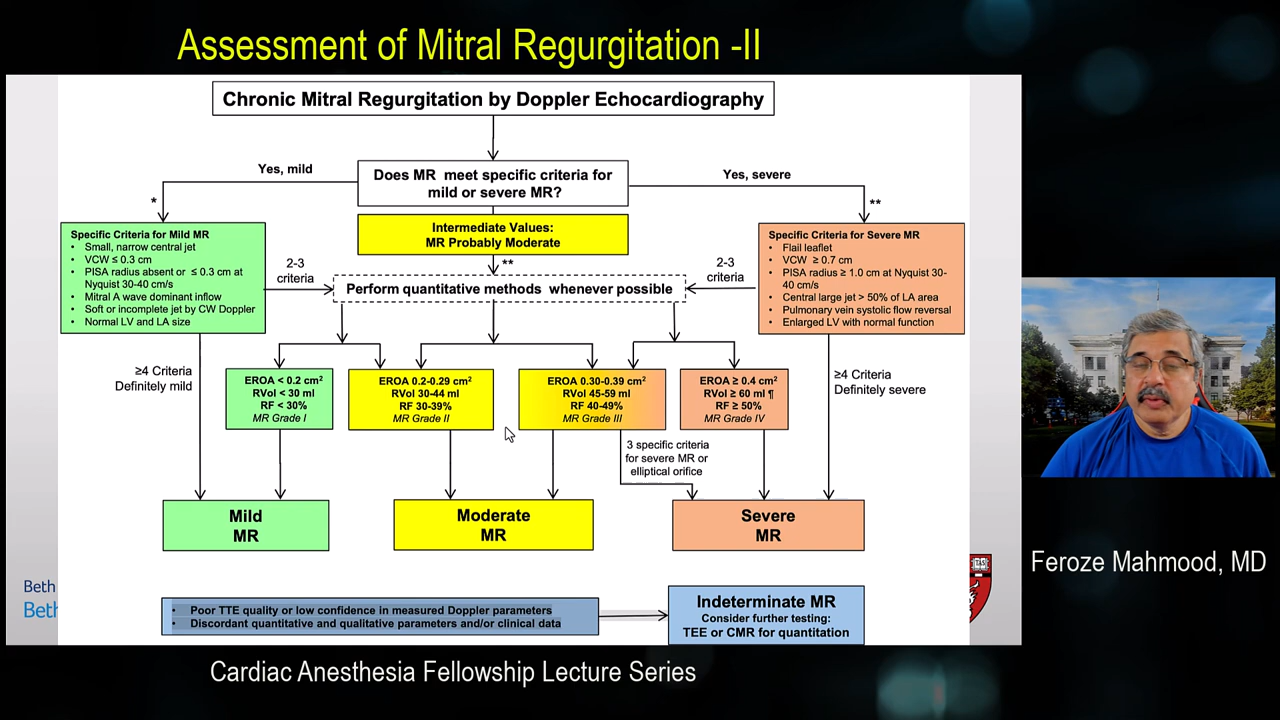 Assessment of Mitral Regurgitation -II
Chronic Mitral Regurgitation by Doppler Echocardiography
Yes, mild
Does MR meet specific criteria for
mild or severe MR?
Yes, severe
*
**
Intermediate Values:
MR Probably Moderate
**
Specific Criteria for Mild MR
• Small, narrow central jet
• VCW ≤ 0.3 cm
• PISA radius absent or ≤ 0.3 cm at
Nyquist 30-40 cm/s
• Mitral A wave dominant inflow
• Soft or incomplete jet by CW Doppler
• Normal LV and LA size
2-3
criteria
Perform quantitative methods whenever possible
2-3
criteria
Specific Criteria for Severe MR
• Flail leaflet
• VCW ≥ 0.7 cm
• PISA radius ≥ 1.0 cm at Nyquist 30-
40 cm/s
• Central large jet > 50% of LA area
• Pulmonary vein systolic flow reversal
• Enlarged LV with normal function
≥4 Criteria
Definitely mild
EROA < 0.2 cm²
RVol < 30 ml
RF < 30%
MR Grade I
EROA 0.2-0.29 cm²
RVol 30-44 ml
RF 30-39%
MR Grade II
EROA 0.30-0.39 cm²
RVol 45-59 ml
RF 40-49%
MR Grade III
EROA ≥ 0.4 cm²
RVol ≥ 60 ml ¶
RF ≥ 50%
MR Grade IV
≥4 Criteria
Definitely severe
3 specific criteria
for severe MR or
elliptical orifice
Mild
MR
Moderate
MR
Severe
MR
Beth
Beth
• Poor TTE quality or low confidence in measured Doppler parameters
• Discordant quantitative and qualitative parameters and/or clinical data
Indeterminate MR
Consider further testing:
TEE or CMR for quantitation
Feroze Mahmood, MD
Cardiac Anesthesia Fellowship Lecture Series